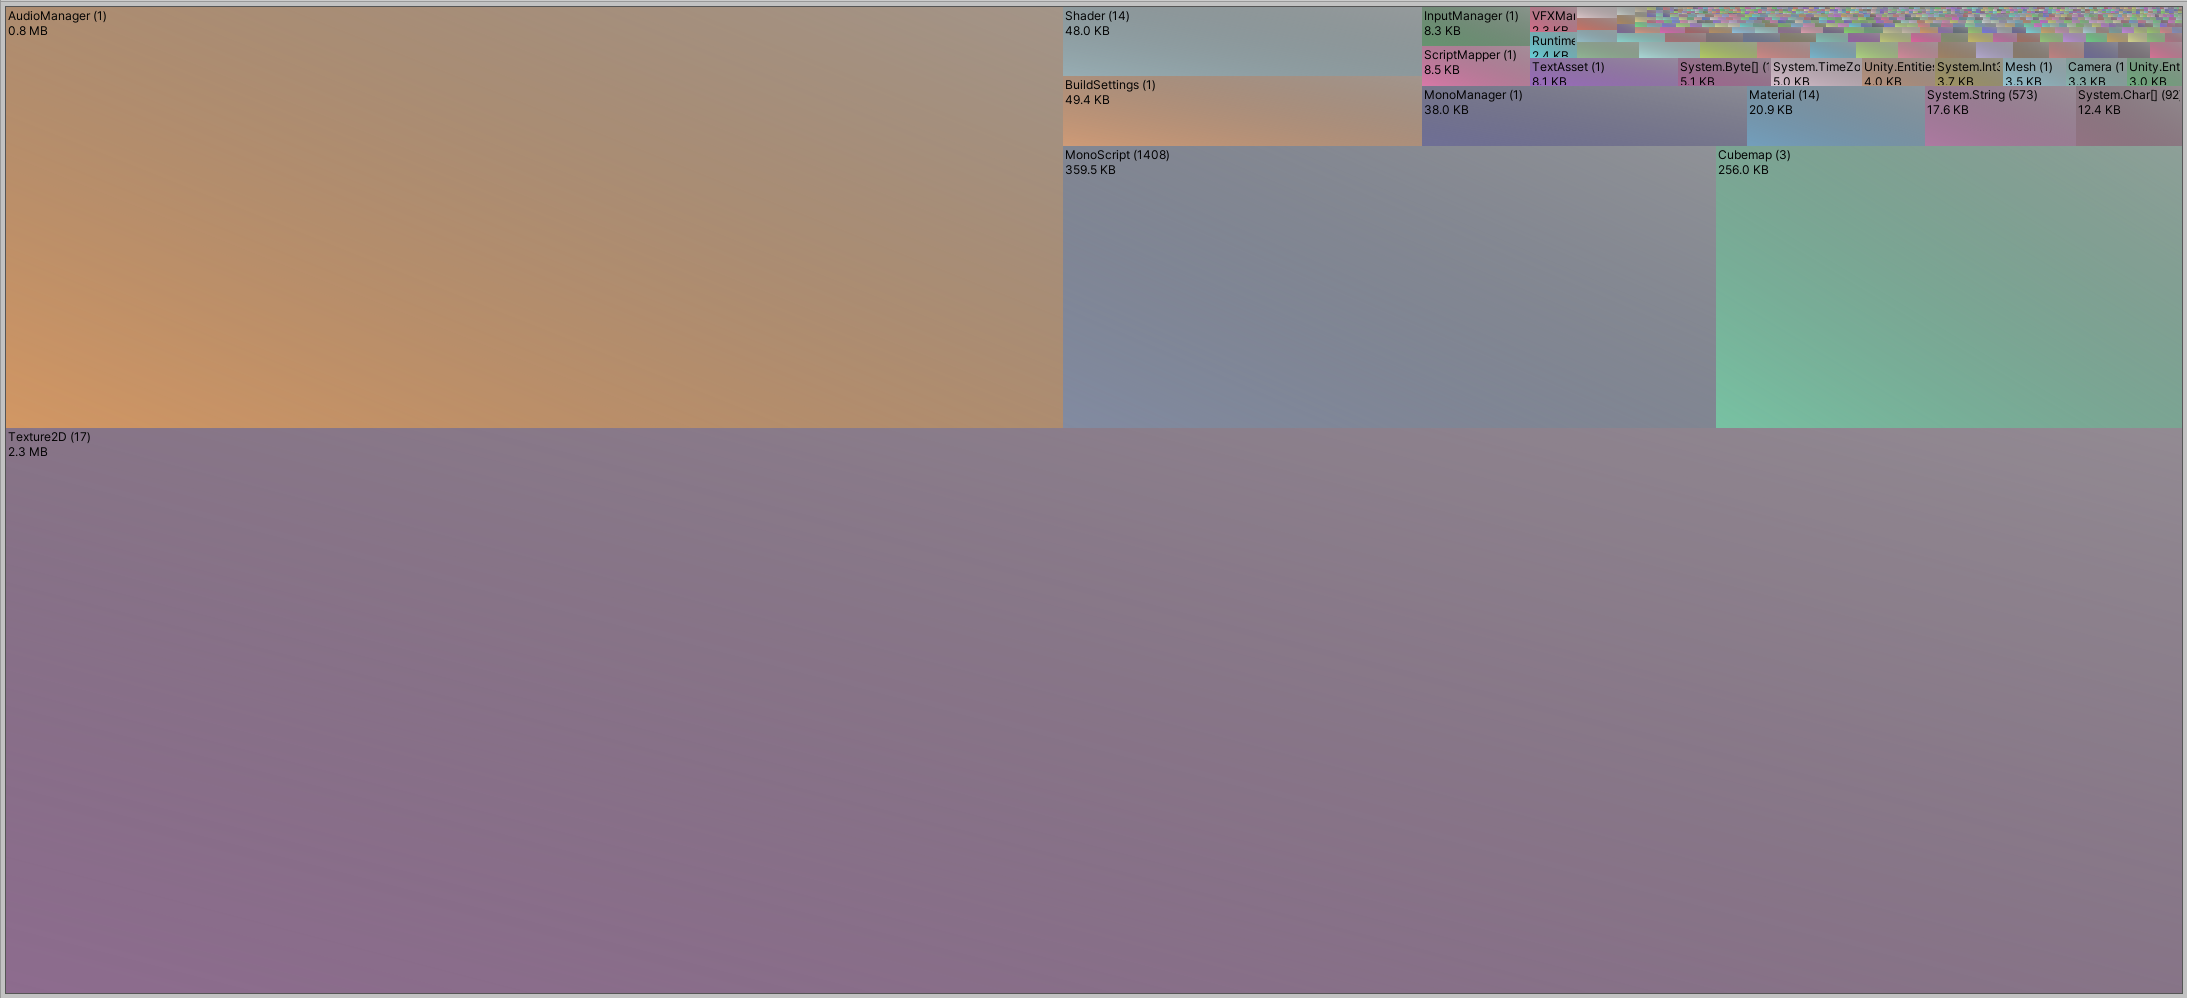 AudioManager (1)
0.8 MB
Shader (14)
48.0 KB
BuildSettings (1)
49.4 KB
InputManager (1)
8.3 KB
ScriptMapper (1)
8.5 KB
VFXMa
2.3 KB
Runtime
2.4 KB
TextAsset (1)
8.1 KB
System.Byte[] (
5.1 KB
System.TimeZo
5.0 KB
Unity.Entitie
4.0 KB
System.Int3
3.7 KB
Mesh (1)
3.5 KB
Camera (1
3.3 KB
Unity.Ent
3.0 KB
MonoManager (1)
38.0 KB
Material (14)
20.9 KB
System.String (573)
17.6 KB
System.Char[] (92
12.4 KB
MonoScript (1408)
359.5 KB
Cubemap (3)
256.0 KB
Texture2D (17)
2.3 MB